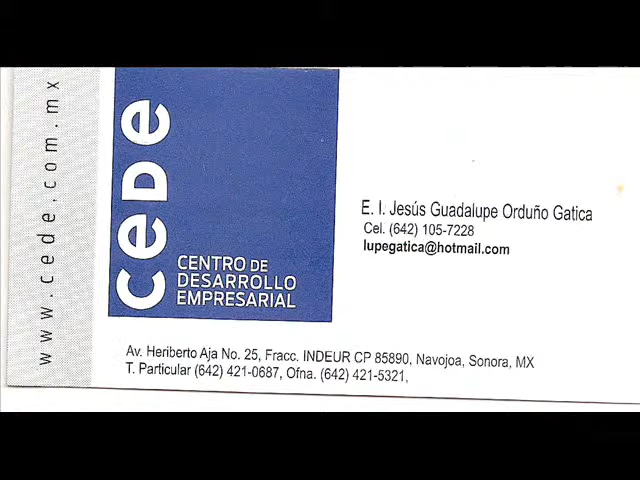 www.cede.com.mx
CeDe
CENTRO DE
DESARROLLO
EMPRESARIAL
E. I. Jesús Guadalupe Orduño Gatica
Cel. (642) 105-7228
lupegatica@hotmail.com
Av. Heriberto Aja No. 25, Fracc. INDEUR CP 85890, Navojoa, Sonora, MX
T. Particular (642) 421-0687, Ofna. (642) 421-5321,